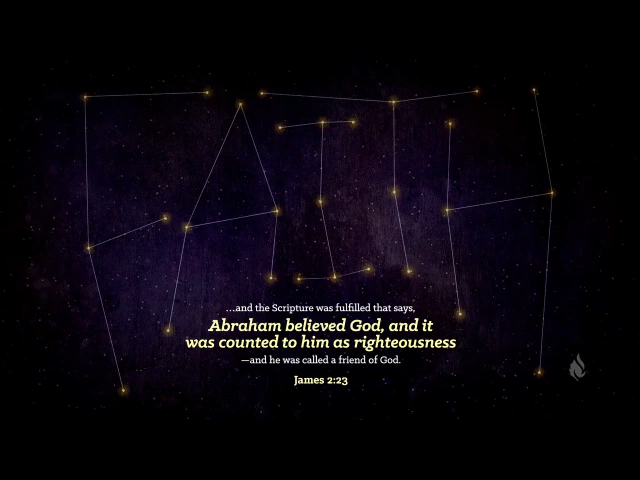 FAITH
…and the Scripture was fulfilled that says,
Abraham believed God, and it
was counted to him as righteousness
—and he was called a friend of God.
James 2:23